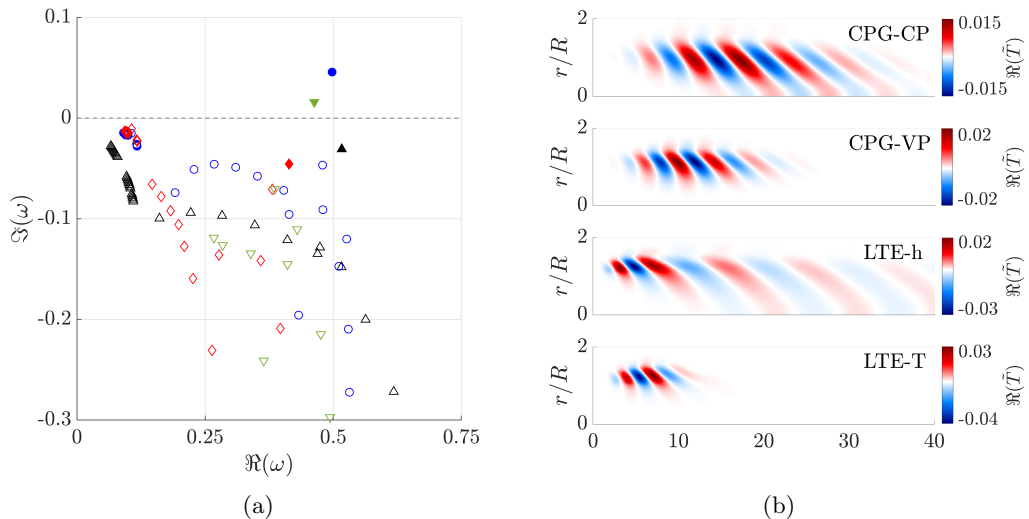 0.1
0
-0.1
-0.2
-0.3
ℑ(ω)
0 0.25 0.5 0.75
ℜ(ω)
(a)
2
0
r/R
CPG-CP
0.015
-0.015
ℜ(T̃)
2
0
r/R
CPG-VP
0.02
-0.02
ℜ(T̃)
2
0
r/R
LTE-h
0.02
-0.03
ℜ(T̃)
2
0
r/R
LTE-T
0.03
-0.04
ℜ(T̃)
0 10 20 30 40
(b)